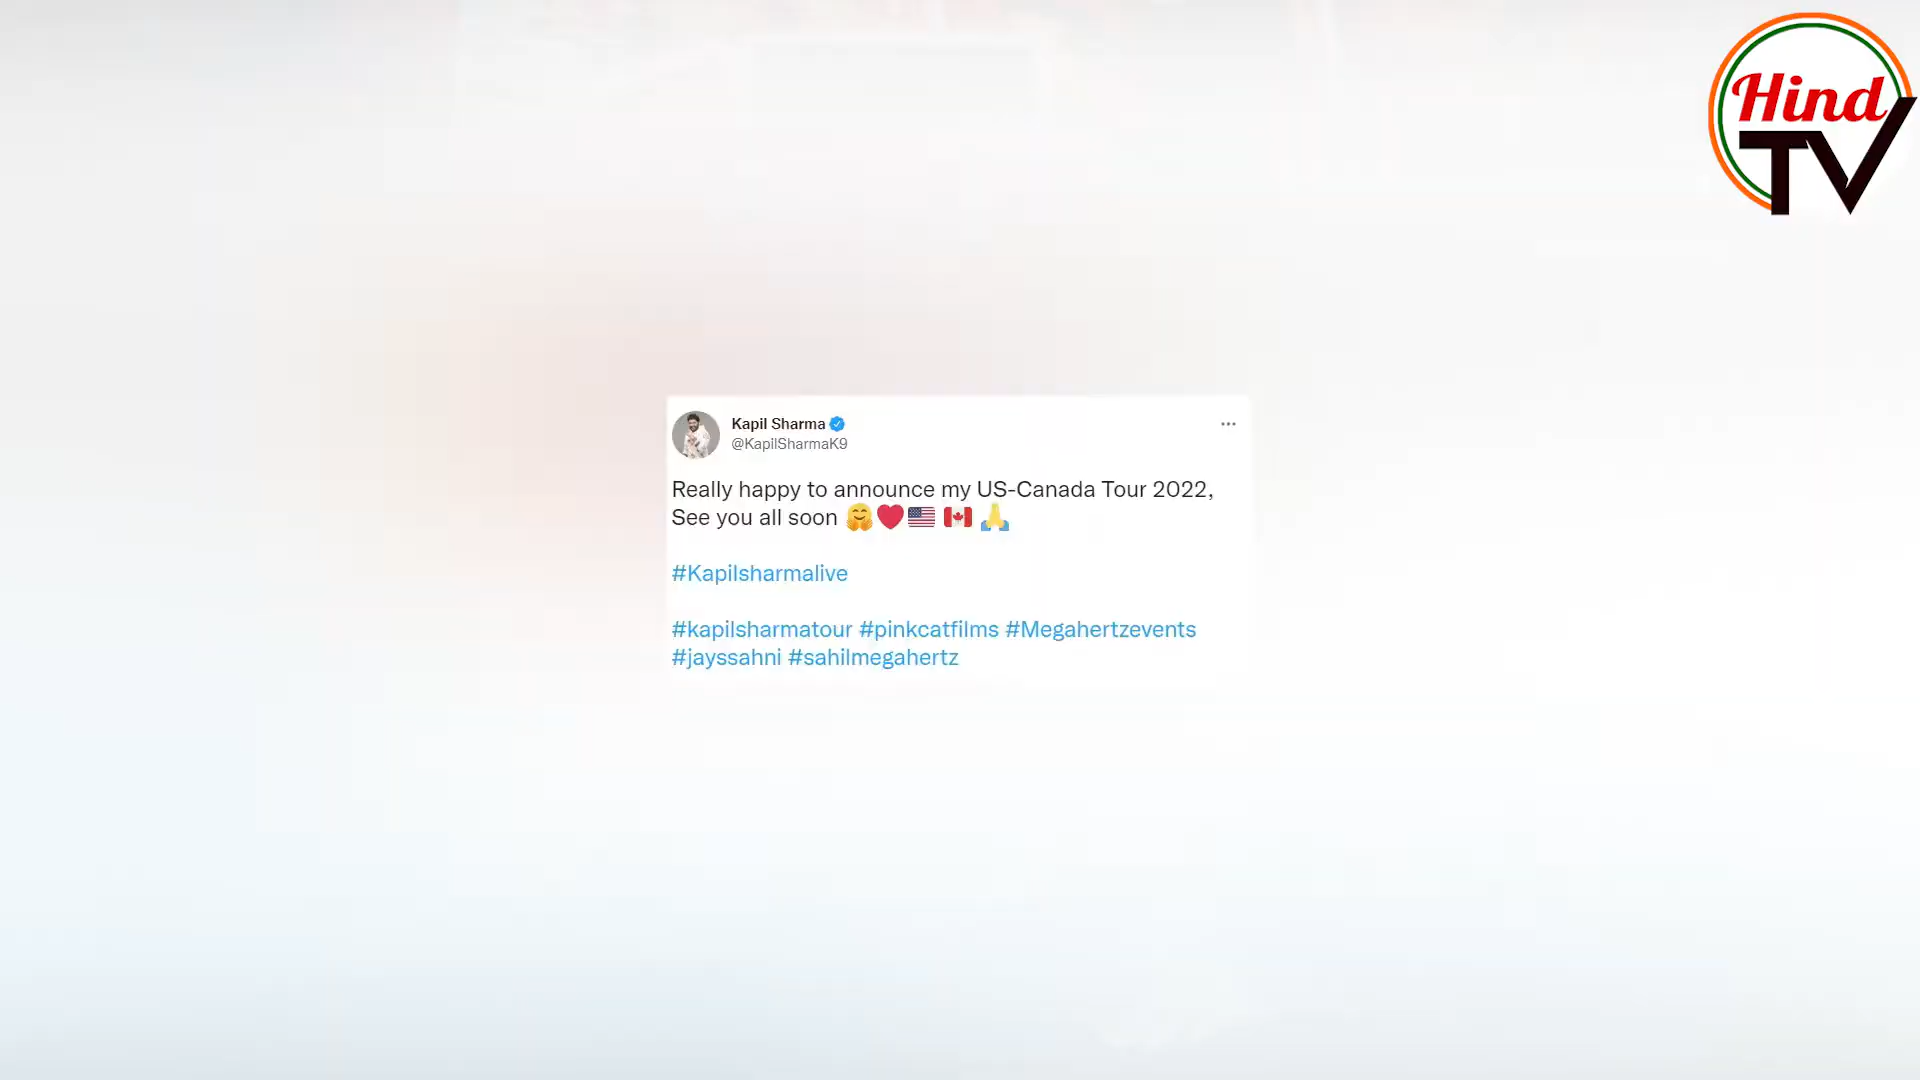 Hind
TV
Kapil Sharma
@KapilSharmaK9
Really happy to announce my US-Canada Tour 2022,
See you all soon 🤗❤️🇺🇸 🇨🇦 🙏
#Kapilsharmalive
#kapilsharmatour #pinkcatfilms #Megahertzevents
#jayssahni #sahilmegahertz